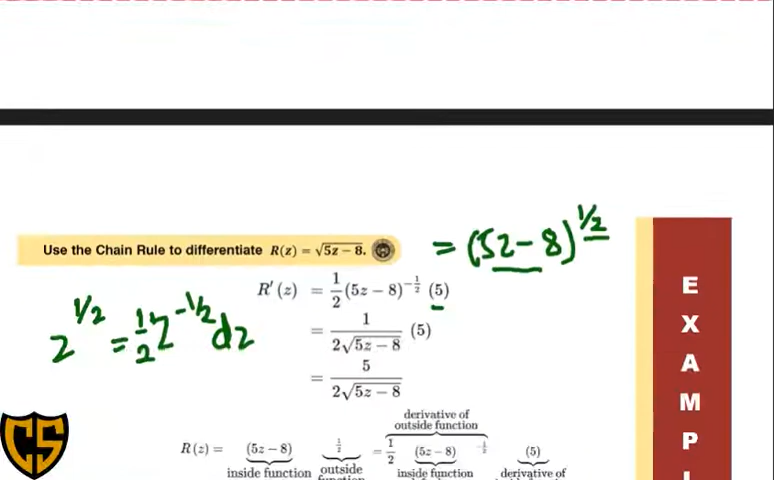 Use the Chain Rule to differentiate R(z) = √5z − 8.
= (5z − 8)^1/2
R′(z) = 1/2 (5z − 8)^−1/2 (5)
z^1/2 = 1/2 z^−1/2 dz
= 1/(2√5z − 8) (5)
= 5/(2√5z − 8)
derivative of
outside function
R(z) = (5z − 8) 1/2 = 1/2 (5z − 8) −1/2 (5)
inside function outside inside function derivative of
EXAMPL
CS